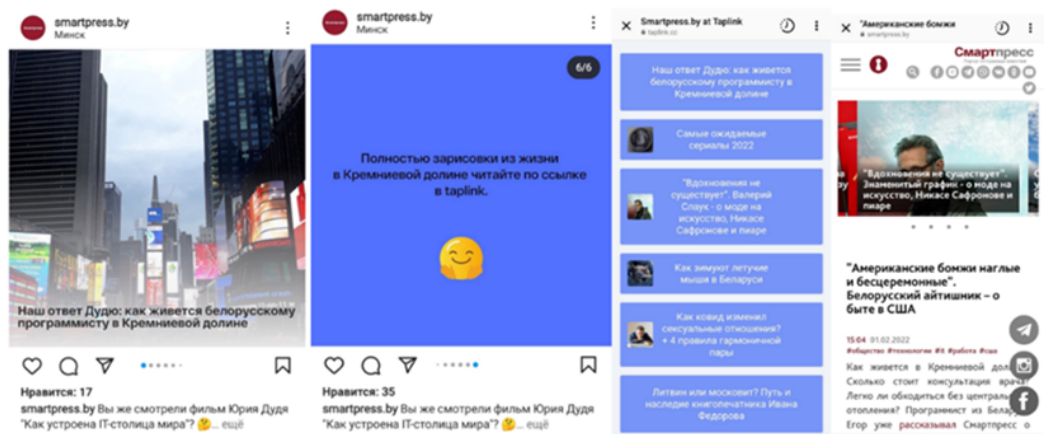 smartpress.by
Минск
Наш ответ Дудю: как живется белорусскому
программисту в Кремниевой долине
Нравится: 17
smartpress.by Вы же смотрели фильм Юрия Дудя
"Как устроена IT-столица мира"? 🤔... ещё
smartpress.by
Минск
6/6
Полностью зарисовки из жизни
в Кремниевой долине читайте по ссылке
в taplink.
Нравится: 35
smartpress.by Вы же смотрели фильм Юрия Дудя
"Как устроена IT-столица мира"? 🤔... ещё
Smartpress.by at Taplink
taplink.cc
Наш ответ Дудю: как живется
белорусскому программисту в
Кремниевой долине
Самые ожидаемые
сериалы 2022
"Вдохновения не
существует". Валерий
Слаук - о моде на
искусство, Никасе
Сафронове и пиаре
Как зимуют летучие
мыши в Беларуси
Как ковид изменил
сексуальные отношения?
+ 4 правила гармоничной
пары
Литвин или московит? Путь и
наследие книгопечатника Ивана
Федорова
"Американские бомжи
smartpress.by
Смартпресс
"Вдохновения не существует".
Знаменитый график - о моде на
искусство, Никасе Сафронове и
пиаре
"Американские бомжи наглые
и бесцеремонные".
Белорусский айтишник – о
быте в США
15:04 01.02.2022
#общество #технологии #it #работа #сша
Как живется в Кремниевой
Сколько стоит консультация врача
Легко ли обходиться без
отопления? Программист из
Егор уже рассказал Смартпресс о